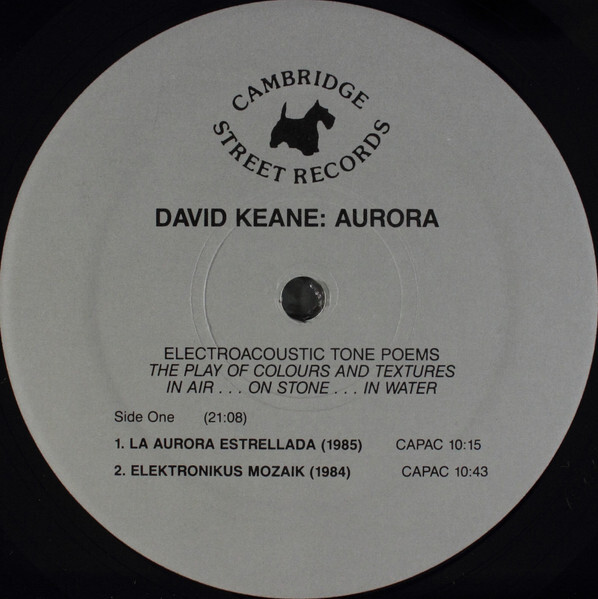 CAMBRIDGE
STREET RECORDS
DAVID KEANE: AURORA
ELECTROACOUSTIC TONE POEMS
THE PLAY OF COLOURS AND TEXTURES
IN AIR . . . ON STONE . . . IN WATER
Side One (21:08)
1. LA AURORA ESTRELLADA (1985) CAPAC 10:15
2. ELEKTRONIKUS MOZAIK (1984) CAPAC 10:43